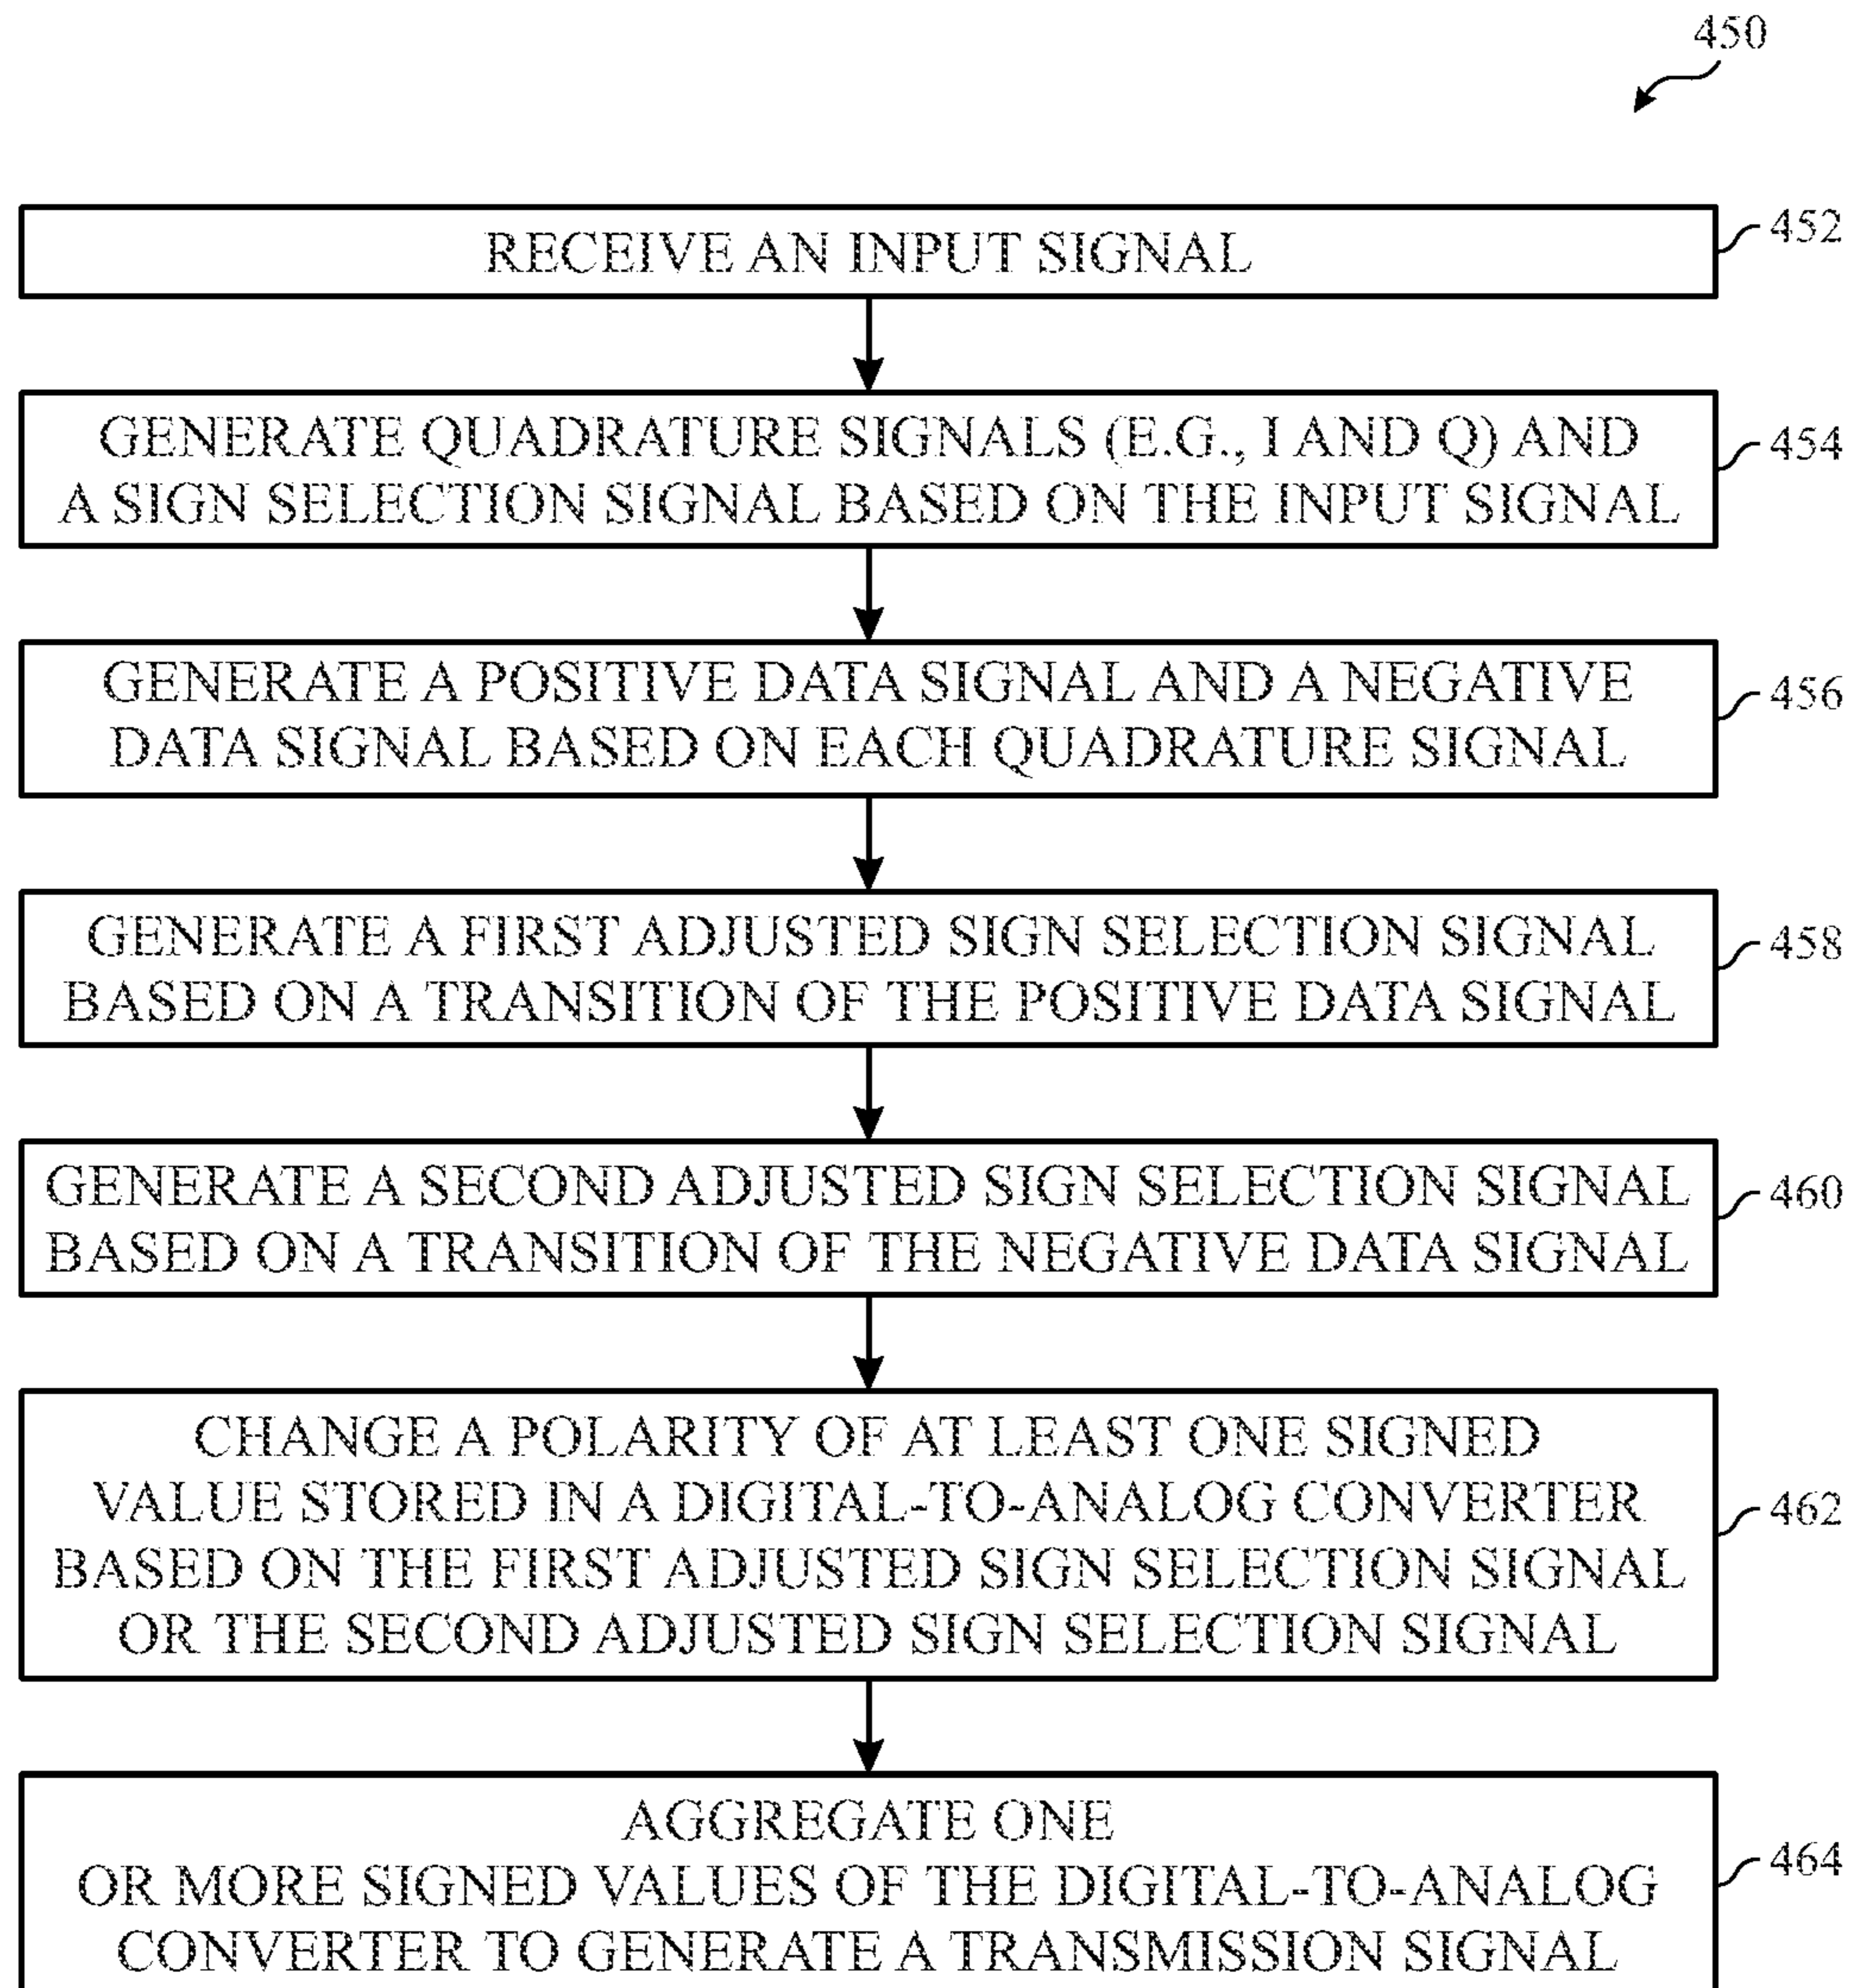 450
RECEIVE AN INPUT SIGNAL
452
GENERATE QUADRATURE SIGNALS (E.G., I AND Q) AND
A SIGN SELECTION SIGNAL BASED ON THE INPUT SIGNAL
454
GENERATE A POSITIVE DATA SIGNAL AND A NEGATIVE
DATA SIGNAL BASED ON EACH QUADRATURE SIGNAL
456
GENERATE A FIRST ADJUSTED SIGN SELECTION SIGNAL
BASED ON A TRANSITION OF THE POSITIVE DATA SIGNAL
458
GENERATE A SECOND ADJUSTED SIGN SELECTION SIGNAL
BASED ON A TRANSITION OF THE NEGATIVE DATA SIGNAL
460
CHANGE A POLARITY OF AT LEAST ONE SIGNED
VALUE STORED IN A DIGITAL-TO-ANALOG CONVERTER
BASED ON THE FIRST ADJUSTED SIGN SELECTION SIGNAL
OR THE SECOND ADJUSTED SIGN SELECTION SIGNAL
462
AGGREGATE ONE
OR MORE SIGNED VALUES OF THE DIGITAL-TO-ANALOG
CONVERTER TO GENERATE A TRANSMISSION SIGNAL
464